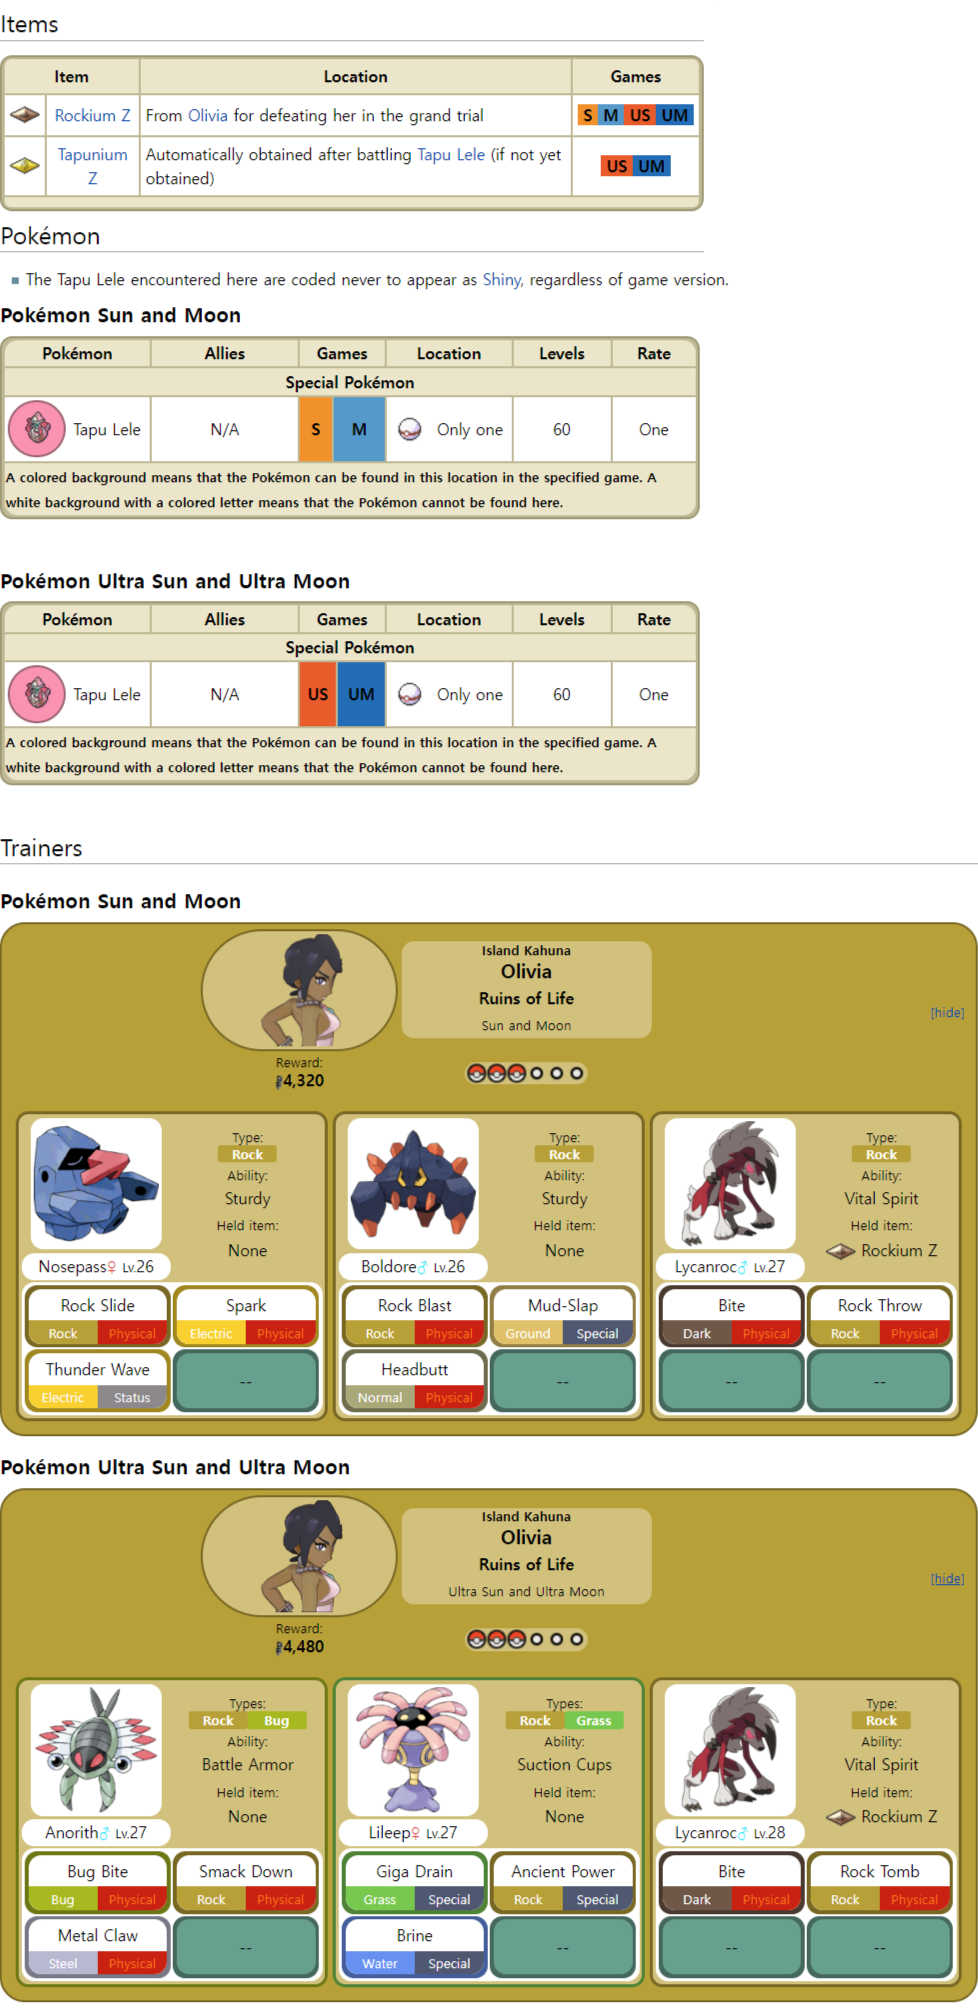 Items
Item Location Games
Rockium Z From Olivia for defeating her in the grand trial S M US UM
Tapunium
Z
Automatically obtained after battling Tapu Lele (if not yet
obtained)
US UM
Pokémon
The Tapu Lele encountered here are coded never to appear as Shiny, regardless of game version.
Pokémon Sun and Moon
Pokémon Allies Games Location Levels Rate
Special Pokémon
Tapu Lele N/A S M Only one 60 One
A colored background means that the Pokémon can be found in this location in the specified game. A
white background with a colored letter means that the Pokémon cannot be found here.
Pokémon Ultra Sun and Ultra Moon
Pokémon Allies Games Location Levels Rate
Special Pokémon
Tapu Lele N/A US UM Only one 60 One
A colored background means that the Pokémon can be found in this location in the specified game. A
white background with a colored letter means that the Pokémon cannot be found here.
Trainers
Pokémon Sun and Moon
Island Kahuna
Olivia
Ruins of Life
Sun and Moon
[hide]
Reward:
4,320
Type:
Rock
Ability:
Sturdy
Held item:
None
Nosepass♀ Lv.26
Rock Slide Spark
Rock Physical Electric Physical
Thunder Wave --
Electric Status
Type:
Rock
Ability:
Sturdy
Held item:
None
Boldore♂ Lv.26
Rock Blast Mud-Slap
Rock Physical Ground Special
Headbutt --
Normal Physical
Type:
Rock
Ability:
Vital Spirit
Held item:
Rockium Z
Lycanroc♂ Lv.27
Bite Rock Throw
Dark Physical Rock Physical
-- --
Pokémon Ultra Sun and Ultra Moon
Island Kahuna
Olivia
Ruins of Life
Ultra Sun and Ultra Moon
[hide]
Reward:
4,480
Types:
Rock Bug
Ability:
Battle Armor
Held item:
None
Anorith♂ Lv.27
Bug Bite Smack Down
Bug Physical Rock Physical
Metal Claw --
Steel Physical
Types:
Rock Grass
Ability:
Suction Cups
Held item:
None
Lileep♀ Lv.27
Giga Drain Ancient Power
Grass Special Rock Special
Brine --
Water Special
Type:
Rock
Ability:
Vital Spirit
Held item:
Rockium Z
Lycanroc♂ Lv.28
Bite Rock Tomb
Dark Physical Rock Physical
-- --